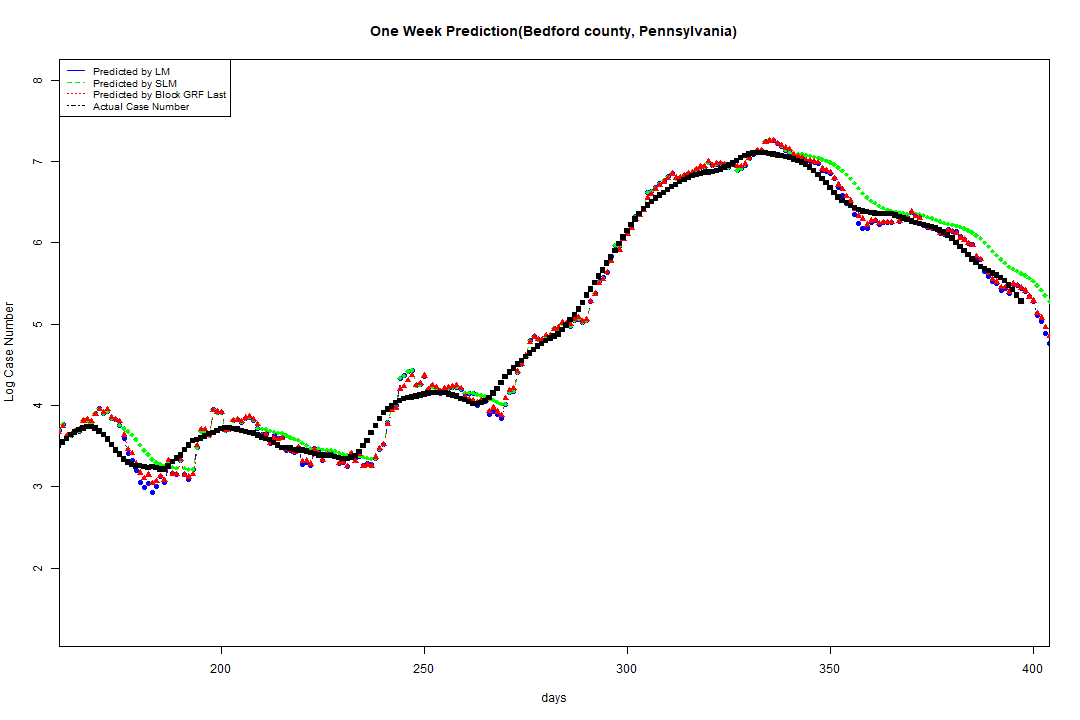 One Week Prediction(Bedford county, Pennsylvania)
Predicted by LM
Predicted by SLM
Predicted by Block GRF Last
Actual Case Number
8
7
6
5
4
3
2
Log Case Number
200 250 300 350 400
days